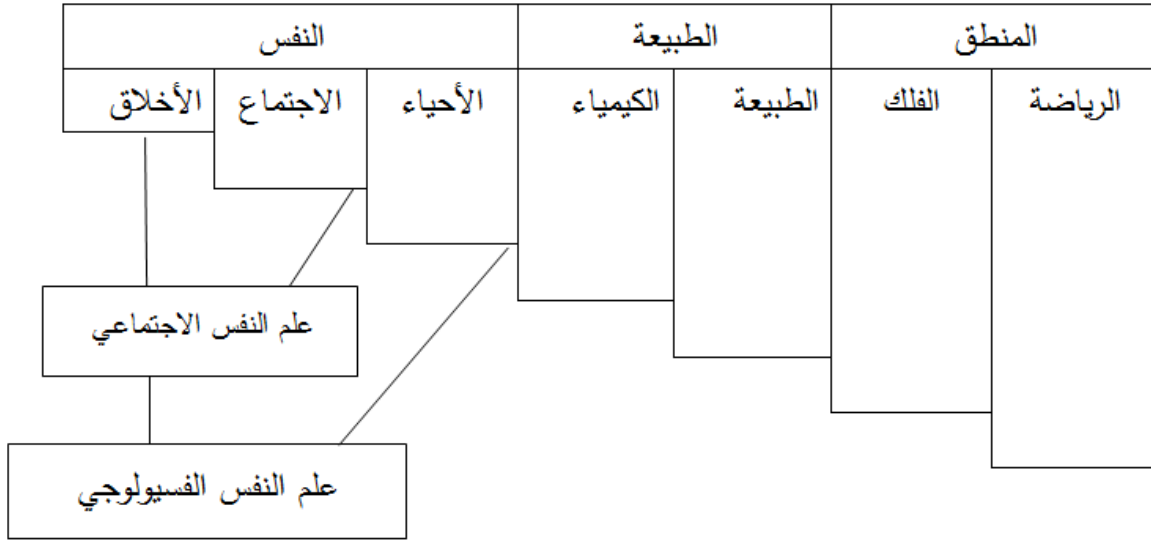 المنطق
الطبيعة
النفس
الرياضة
الفلك
الطبيعة
الكيمياء
الأحياء
الاجتماع
الأخلاق
علم النفس الاجتماعي
علم النفس الفسيولوجي